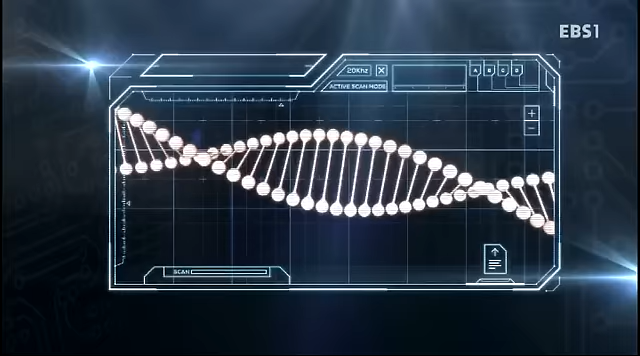 EBS1
20Khz
A B C D
ACTIVE SCAN MODE
SCAN